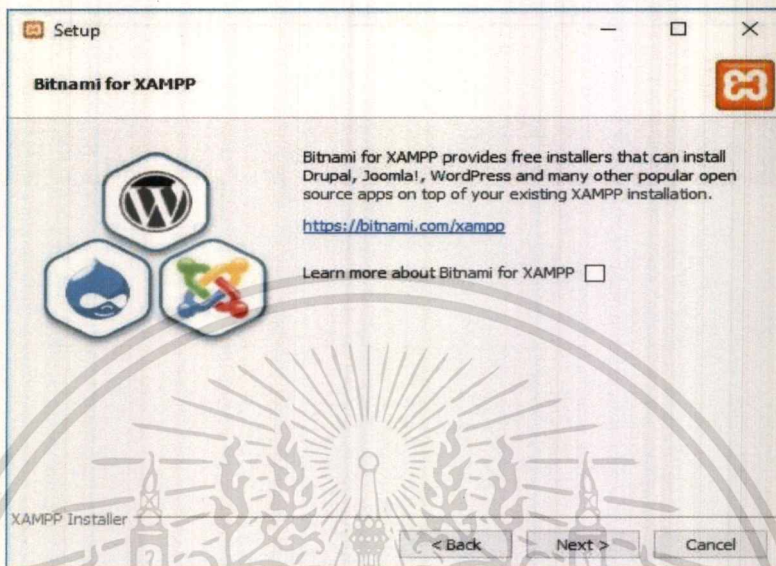 Setup
Bitnami for XAMPP
Bitnami for XAMPP provides free installers that can install
Drupal, Joomla!, WordPress and many other popular open
source apps on top of your existing XAMPP installation.
https://bitnami.com/xampp
Learn more about Bitnami for XAMPP
XAMPP Installer
< Back
Next >
Cancel